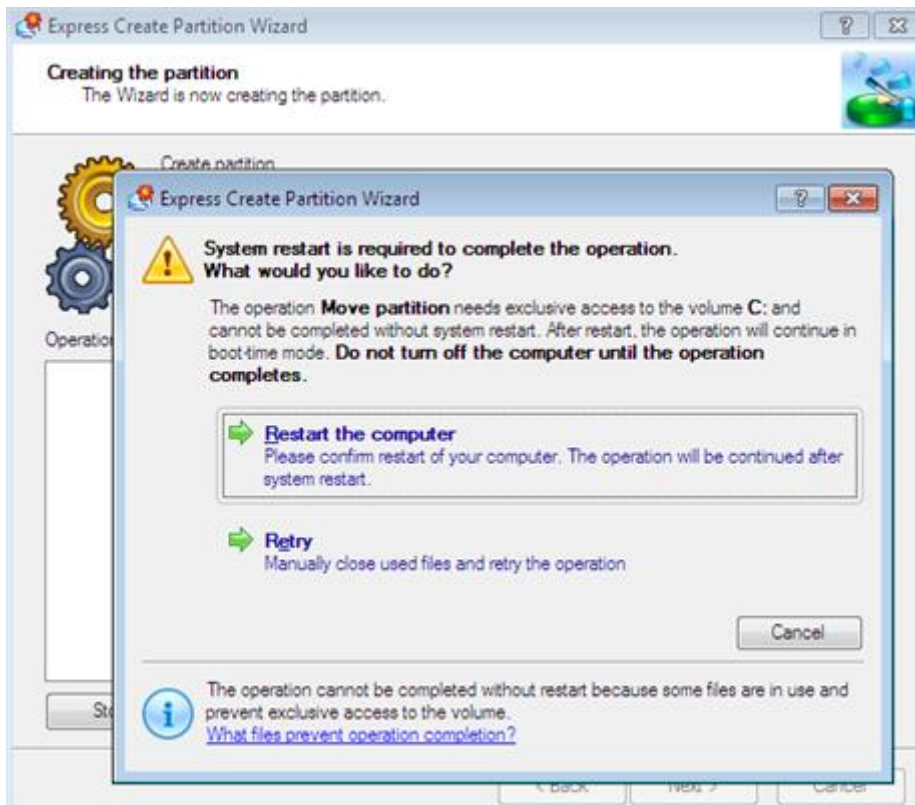 Express Create Partition Wizard
Creating the partition
The Wizard is now creating the partition.
Create partition
Express Create Partition Wizard
System restart is required to complete the operation.
What would you like to do?
The operation Move partition needs exclusive access to the volume C: and
cannot be completed without system restart. After restart, the operation will continue in
boot-time mode. Do not turn off the computer until the operation
completes.
Operation
Restart the computer
Please confirm restart of your computer. The operation will be continued after
system restart.
Retry
Manually close used files and retry the operation
Cancel
The operation cannot be completed without restart because some files are in use and
prevent exclusive access to the volume.
What files prevent operation completion?
< Back
Next >
Cancel